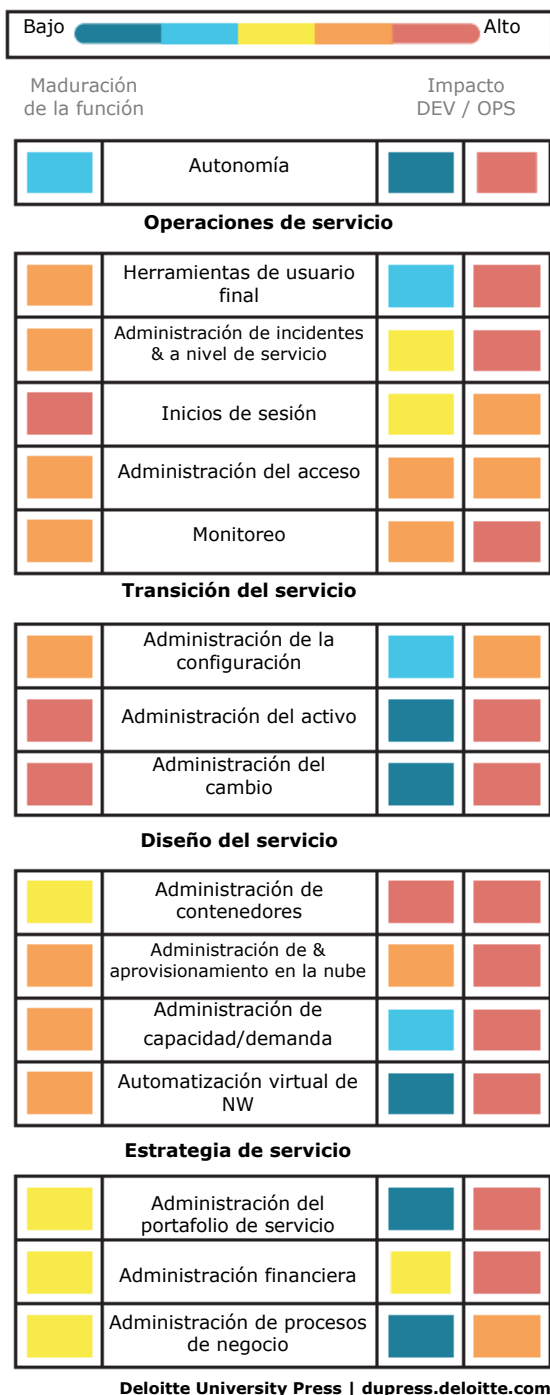 Bajo Alto
Maduración Impacto
de la función DEV / OPS
Autonomía
Operaciones de servicio
Herramientas de usuario
final
Administración de incidentes
& a nivel de servicio
Inicios de sesión
Administración del acceso
Monitoreo
Transición del servicio
Administración de la
configuración
Administración del activo
Administración del
cambio
Diseño del servicio
Administración de
contenedores
Administración de &
aprovisionamiento en la nube
Administración de
capacidad/demanda
Automatización virtual de
NW
Estrategia de servicio
Administración del
portafolio de servicio
Administración financiera
Administración de procesos
de negocio
Deloitte University Press | dupress.deloitte.com